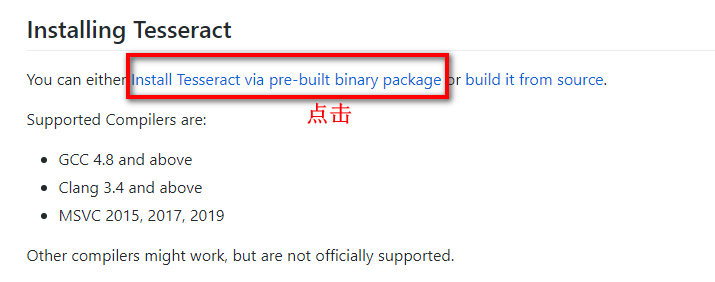 Installing Tesseract
You can either Install Tesseract via pre-built binary package or build it from source.
点击
Supported Compilers are:
GCC 4.8 and above
Clang 3.4 and above
MSVC 2015, 2017, 2019
Other compilers might work, but are not officially supported.